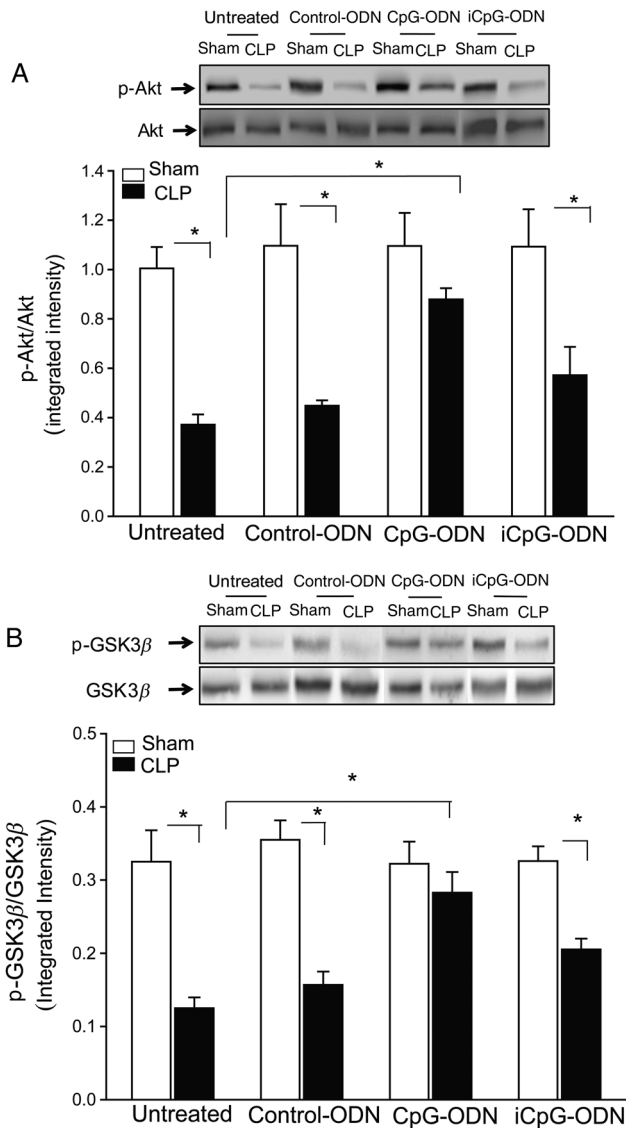 A
Untreated Control-ODN CpG-ODN iCpG-ODN
Sham CLP Sham CLP Sham CLP Sham CLP
p-Akt
Akt
p-Akt/Akt
(integrated intensity)
1.4
1.2
1.0
0.8
0.6
0.4
0.2
0.0
Sham
CLP
*
*
*
*
Untreated Control-ODN CpG-ODN iCpG-ODN
B
Untreated Control-ODN CpG-ODN iCpG-ODN
Sham CLP Sham CLP Sham CLP Sham CLP
p-GSK3β
GSK3β
p-GSK3β/GSK3β
(Integrated Intensity)
0.5
0.4
0.3
0.2
0.1
0.0
Sham
CLP
*
*
*
*
Untreated Control-ODN CpG-ODN iCpG-ODN